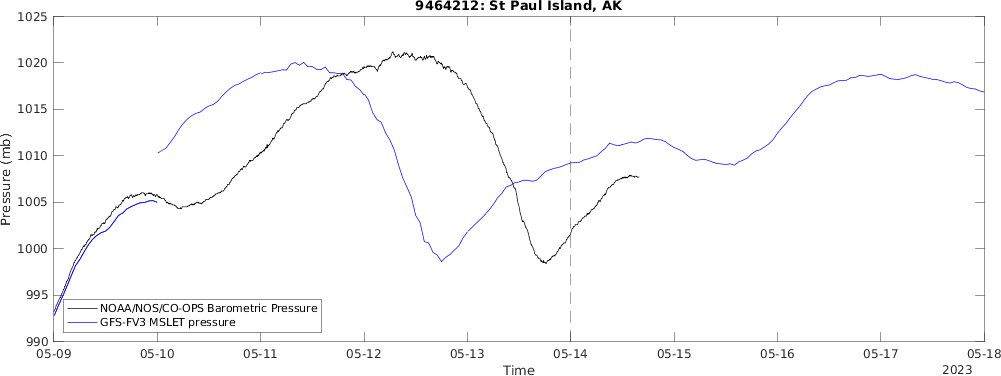 9464212: St Paul Island, AK
Pressure (mb)
1025
1020
1015
1010
1005
1000
995
990
NOAA/NOS/CO-OPS Barometric Pressure
GFS-FV3 MSLET pressure
05-09 05-10 05-11 05-12 05-13 05-14 05-15 05-16 05-17 05-18
Time
2023